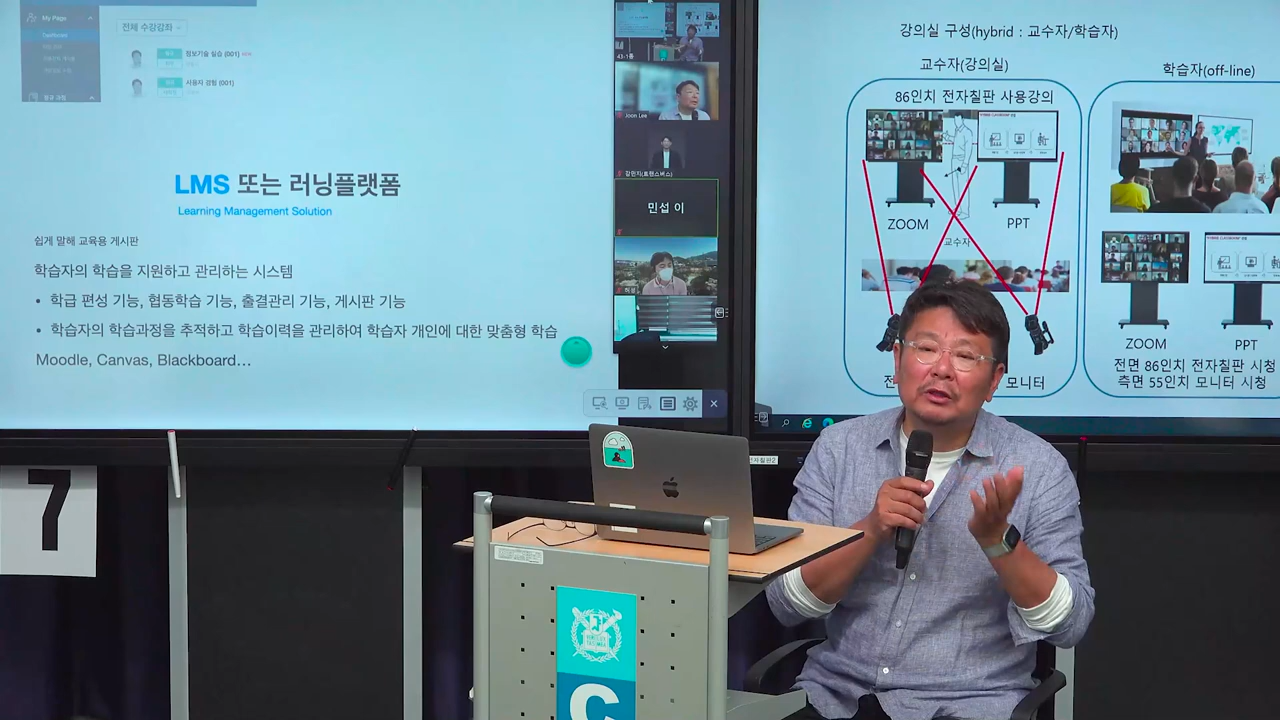 My Page
전체 수강강좌
정보기술 실습 (001)
사용자 경험 (001)
LMS 또는 러닝플랫폼
Learning Management Solution
쉽게 말해 교육용 게시판
학습자의 학습을 지원하고 관리하는 시스템
• 학급 편성 기능, 협동학습 기능, 출결관리 기능, 게시판 기능
• 학습자의 학습과정을 추적하고 학습이력을 관리하여 학습자 개인에 대한 맞춤형 학습
Moodle, Canvas, Blackboard…
43-1동
Joon Lee
민섭 이
강의실 구성(hybrid : 교수자/학습자)
교수자(강의실)
86인치 전자칠판 사용강의
ZOOM
PPT
교수자
전
모니터
학습자(off-line)
ZOOM
PPT
전면 86인치 전자칠판 시청
측면 55인치 모니터 시청
7
C